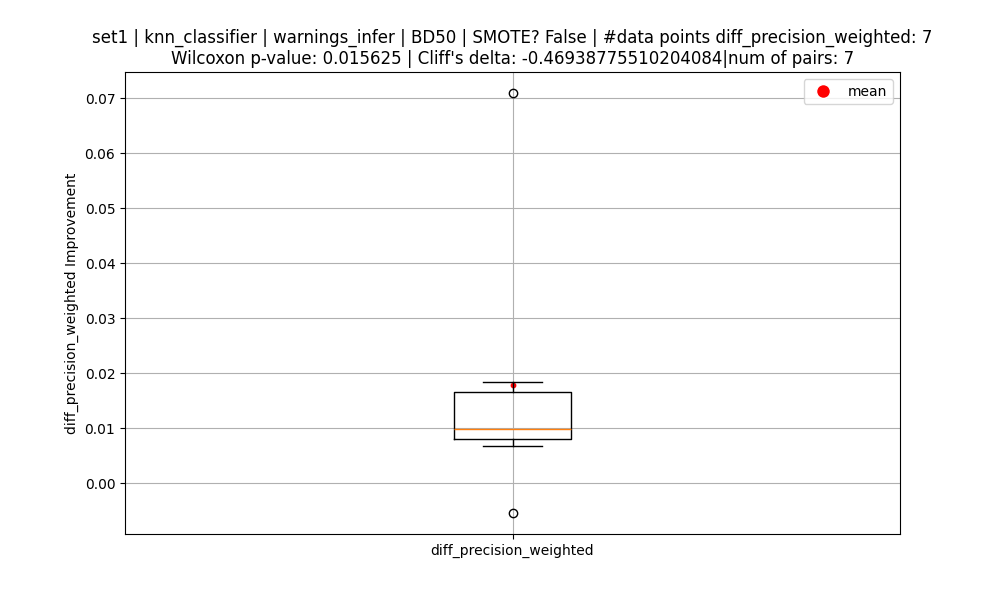 set1 | knn_classifier | warnings_infer | BD50 | SMOTE? False | #data points diff_precision_weighted: 7
Wilcoxon p-value: 0.015625 | Cliff's delta: -0.46938775510204084|num of pairs: 7
mean
0.07
0.06
0.05
0.04
0.03
0.02
0.01
0.00
diff_precision_weighted Improvement
diff_precision_weighted